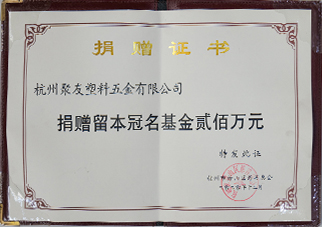 捐赠证书
杭州聚友塑料五金有限公司
捐赠留本冠名基金贰佰万元
特发此证